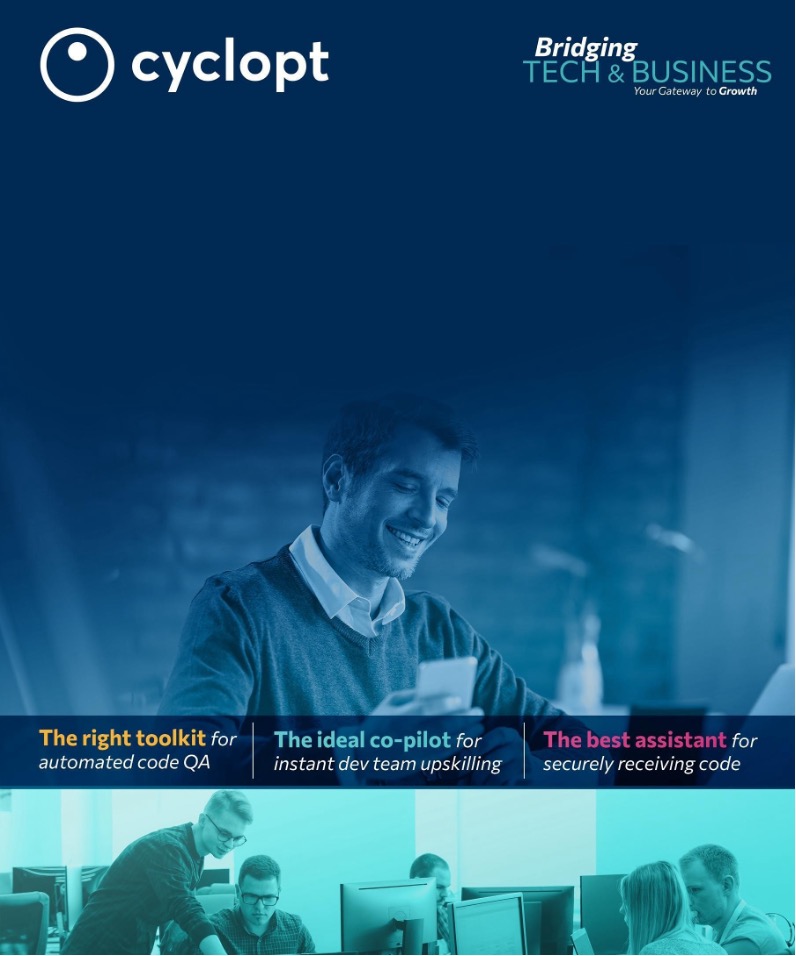 cyclopt
Bridging
TECH & BUSINESS
Your Gateway to Growth
The right toolkit for
automated code QA
The ideal co-pilot for
instant dev team upskilling
The best assistant for
securely receiving code